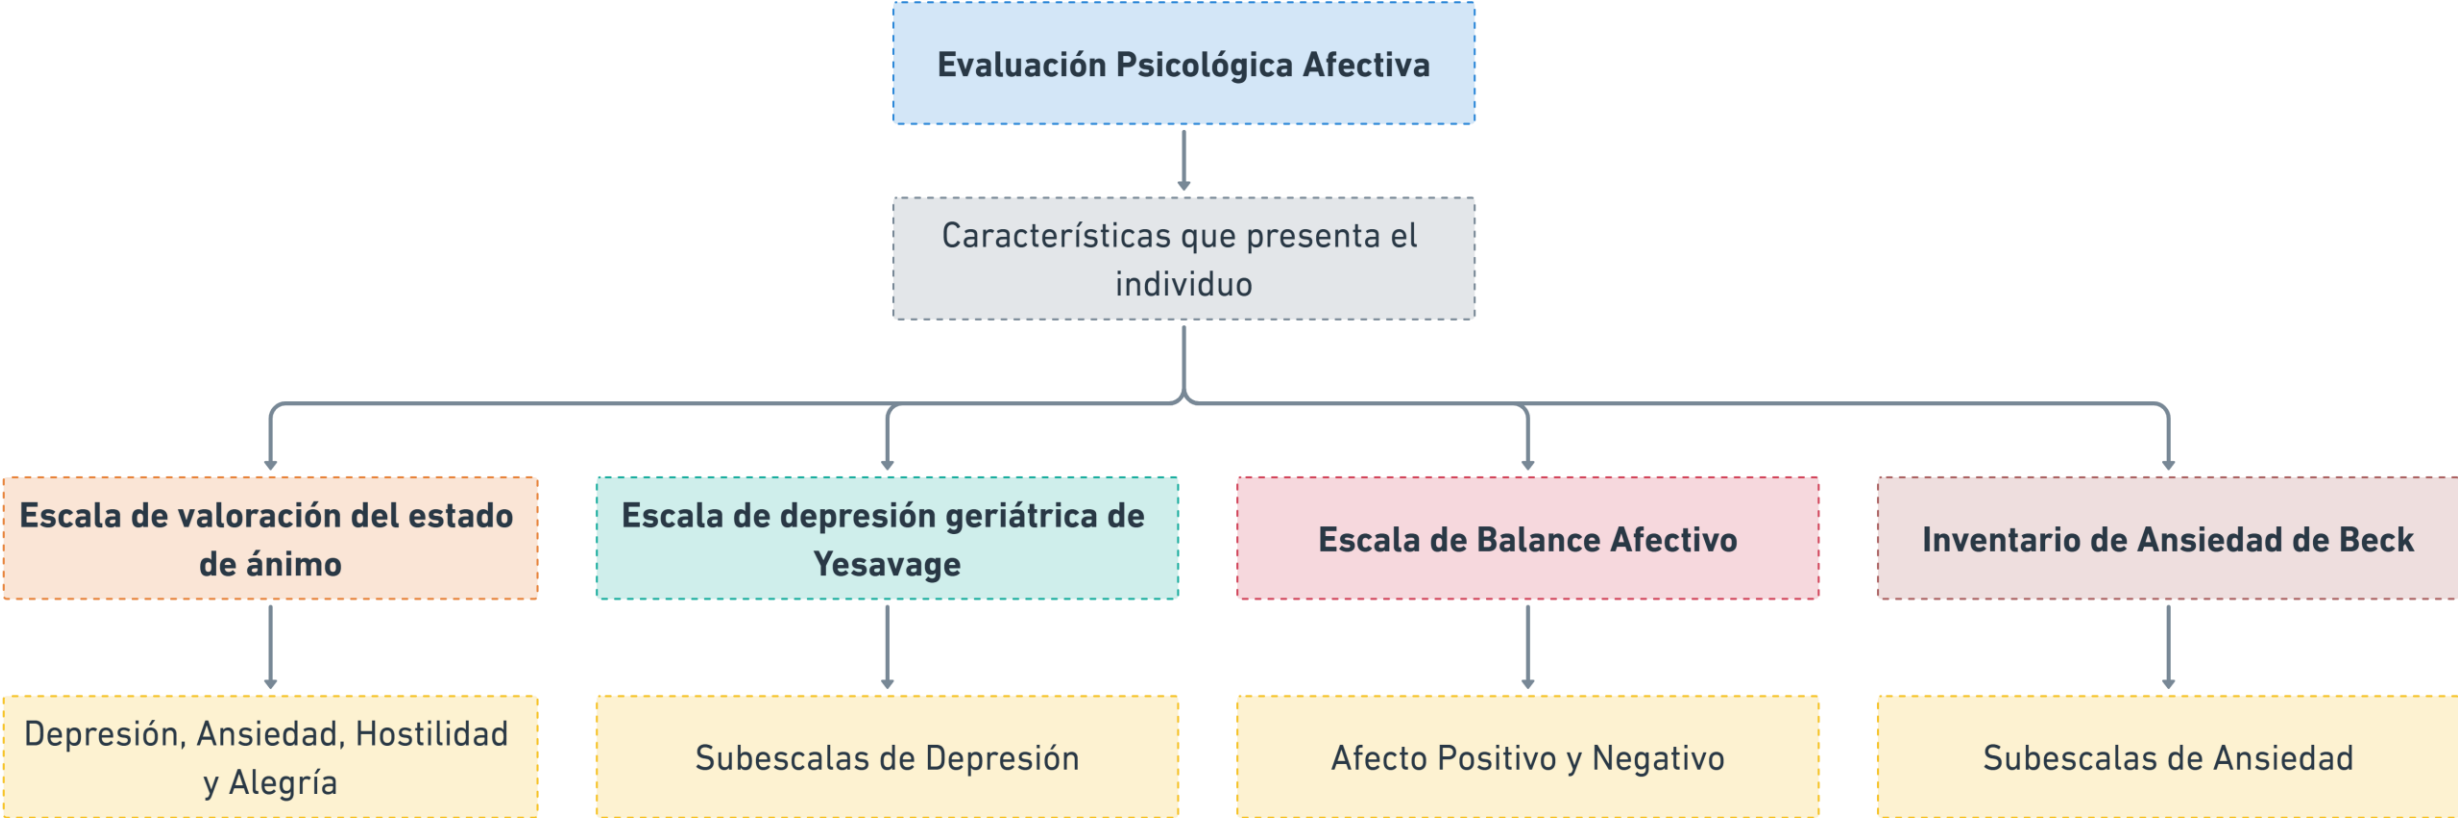 Evaluación Psicológica Afectiva
Características que presenta el
individuo
Escala de valoración del estado
de ánimo
Escala de depresión geriátrica de
Yesavage
Escala de Balance Afectivo
Inventario de Ansiedad de Beck
Depresión, Ansiedad, Hostilidad
y Alegría
Subescalas de Depresión
Afecto Positivo y Negativo
Subescalas de Ansiedad